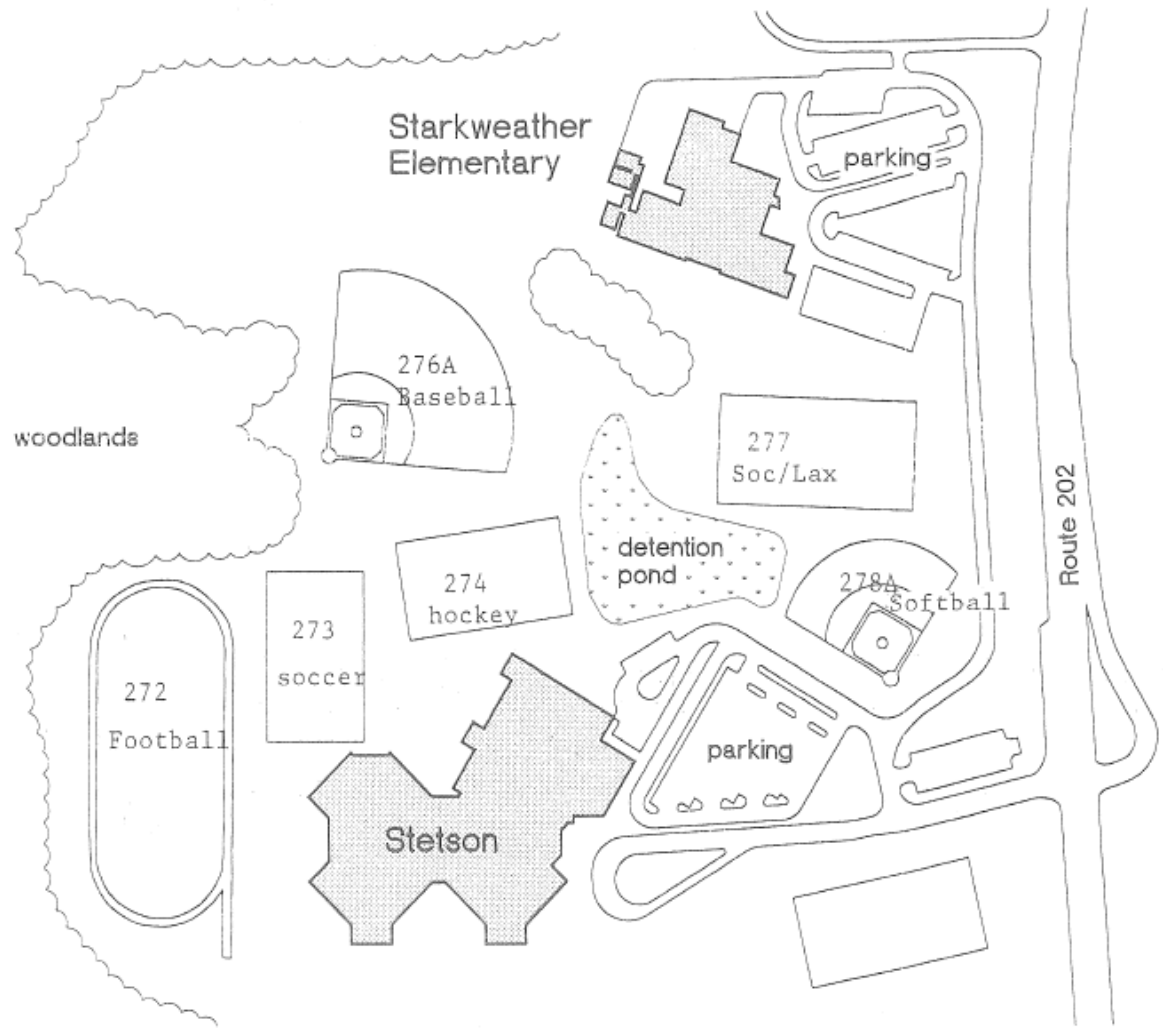 Starkweather
Elementary
parking
276A
Baseball
woodlands
277
Soc/Lax
Route 202
detention
pond
274
hockey
278A
Softball
273
soccer
272
Football
parking
Stetson